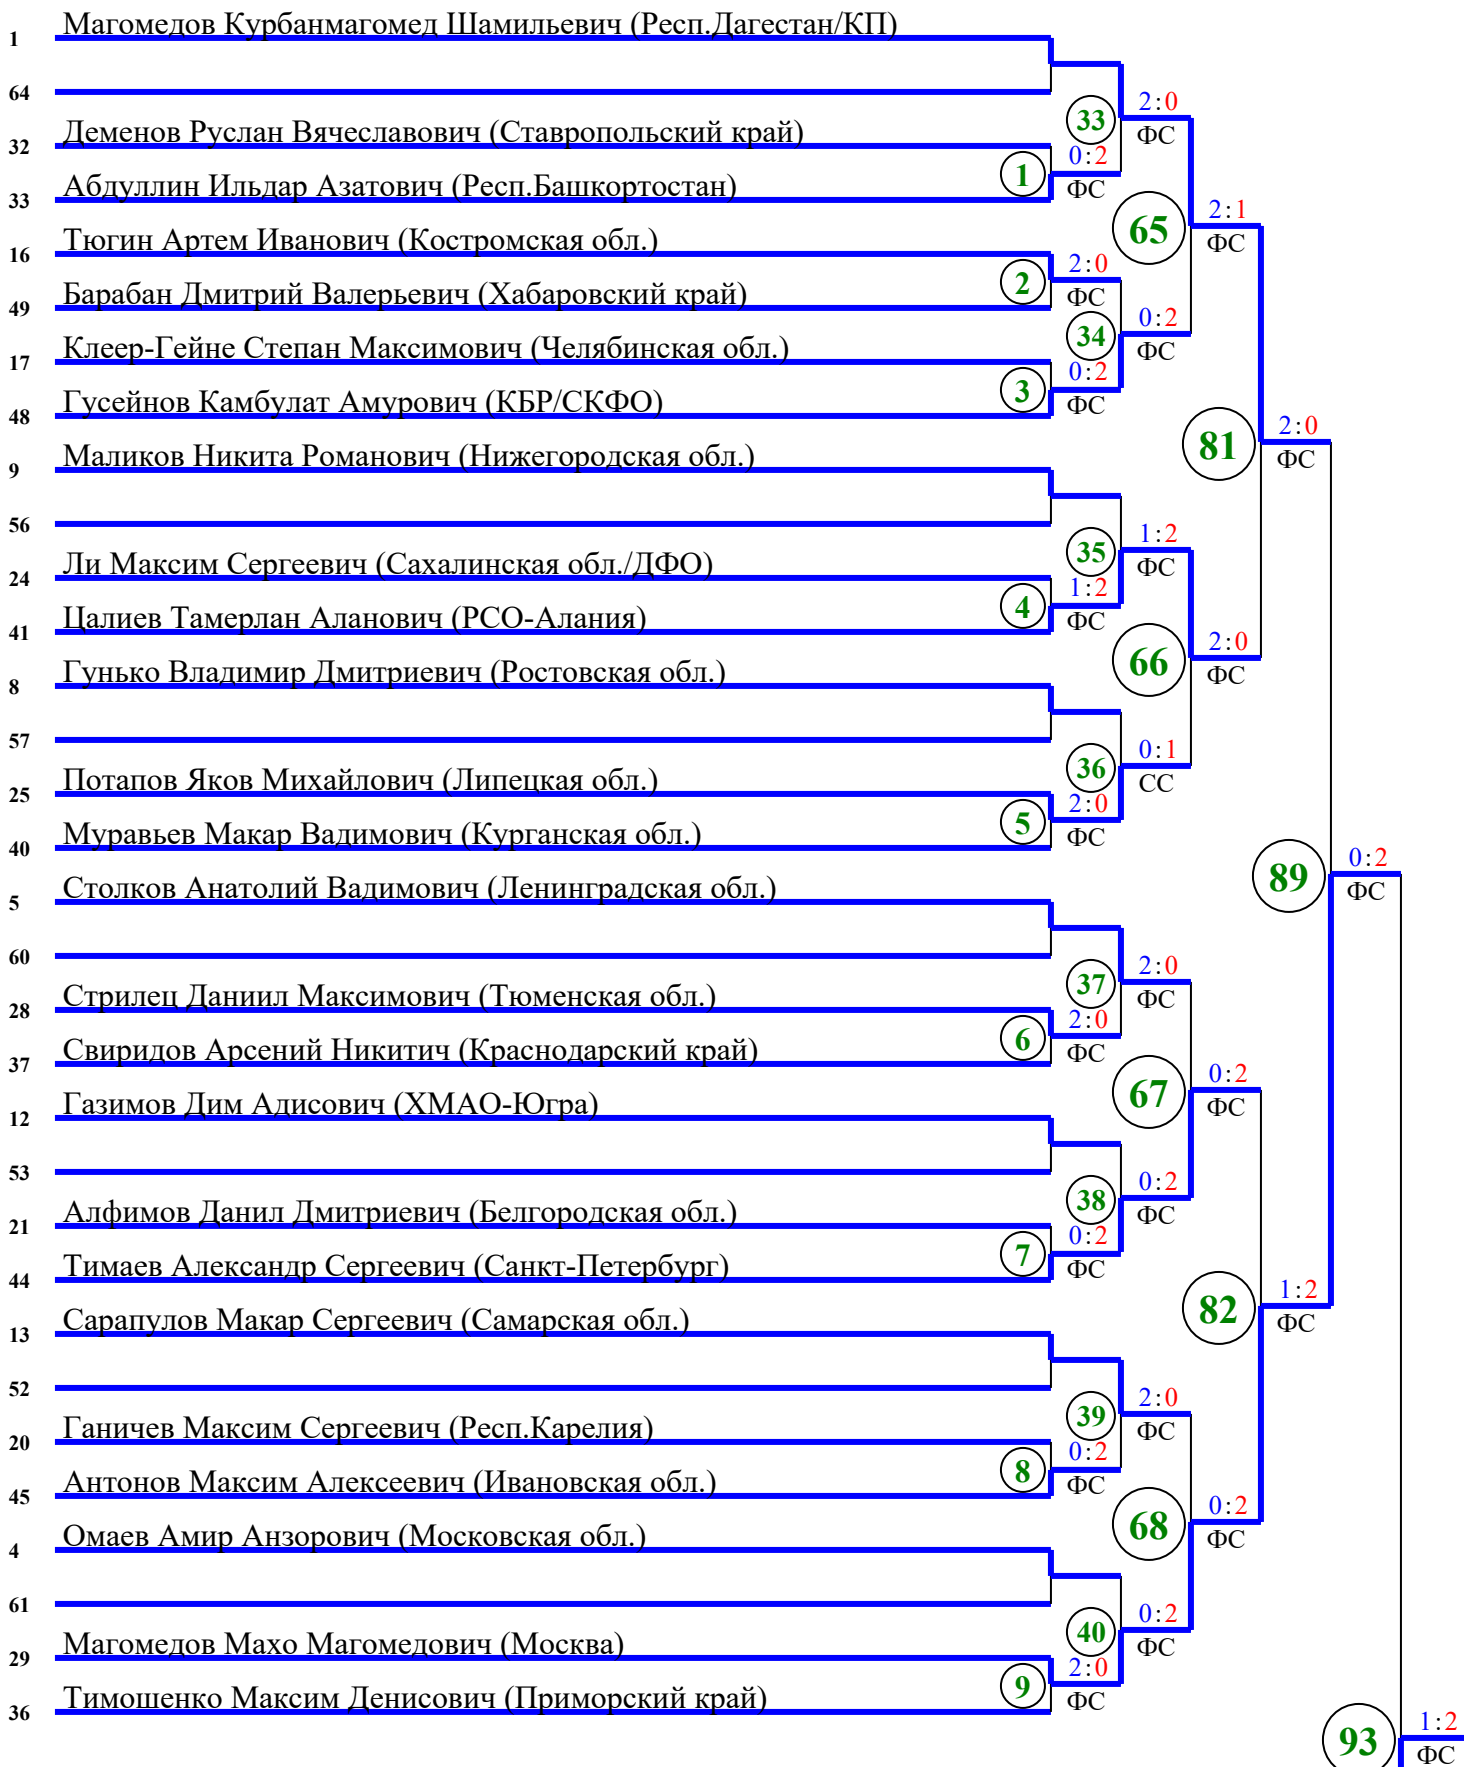 Магомедов Курбанмагомед Шамильевич (Респ.Дагестан/КП)
1
64
33
2:0
ФС
Деменов Руслан Вячеславович (Ставропольский край)
32
1
0:2
ФС
Абдуллин Ильдар Азатович (Респ.Башкортостан)
33
65
2:1
ФС
Тюгин Артем Иванович (Костромская обл.)
16
2
2:0
ФС
Барабан Дмитрий Валерьевич (Хабаровский край)
49
34
0:2
ФС
Клеер-Гейне Степан Максимович (Челябинская обл.)
17
3
0:2
ФС
Гусейнов Камбулат Амурович (КБР/СКФО)
48
81
2:0
ФС
Маликов Никита Романович (Нижегородская обл.)
9
56
35
1:2
ФС
Ли Максим Сергеевич (Сахалинская обл./ДФО)
24
4
1:2
ФС
Цалиев Тамерлан Аланович (РСО-Алания)
41
66
2:0
ФС
Гунько Владимир Дмитриевич (Ростовская обл.)
8
57
36
0:1
СС
Потапов Яков Михайлович (Липецкая обл.)
25
5
2:0
ФС
Муравьев Макар Вадимович (Курганская обл.)
40
89
0:2
ФС
Столков Анатолий Вадимович (Ленинградская обл.)
5
60
37
2:0
ФС
Стрилец Даниил Максимович (Тюменская обл.)
28
6
2:0
ФС
Свиридов Арсений Никитич (Краснодарский край)
37
67
0:2
ФС
Газимов Дим Адисович (ХМАО-Югра)
12
53
38
0:2
ФС
Алфимов Данил Дмитриевич (Белгородская обл.)
21
7
0:2
ФС
Тимаев Александр Сергеевич (Санкт-Петербург)
44
82
1:2
ФС
Сарапулов Макар Сергеевич (Самарская обл.)
13
52
39
2:0
ФС
Ганичев Максим Сергеевич (Респ.Карелия)
20
8
0:2
ФС
Антонов Максим Алексеевич (Ивановская обл.)
45
68
0:2
ФС
Омаев Амир Анзорович (Московская обл.)
4
61
40
0:2
ФС
Магомедов Махо Магомедович (Москва)
29
9
2:0
ФС
Тимошенко Максим Денисович (Приморский край)
36
93
1:2
ФС